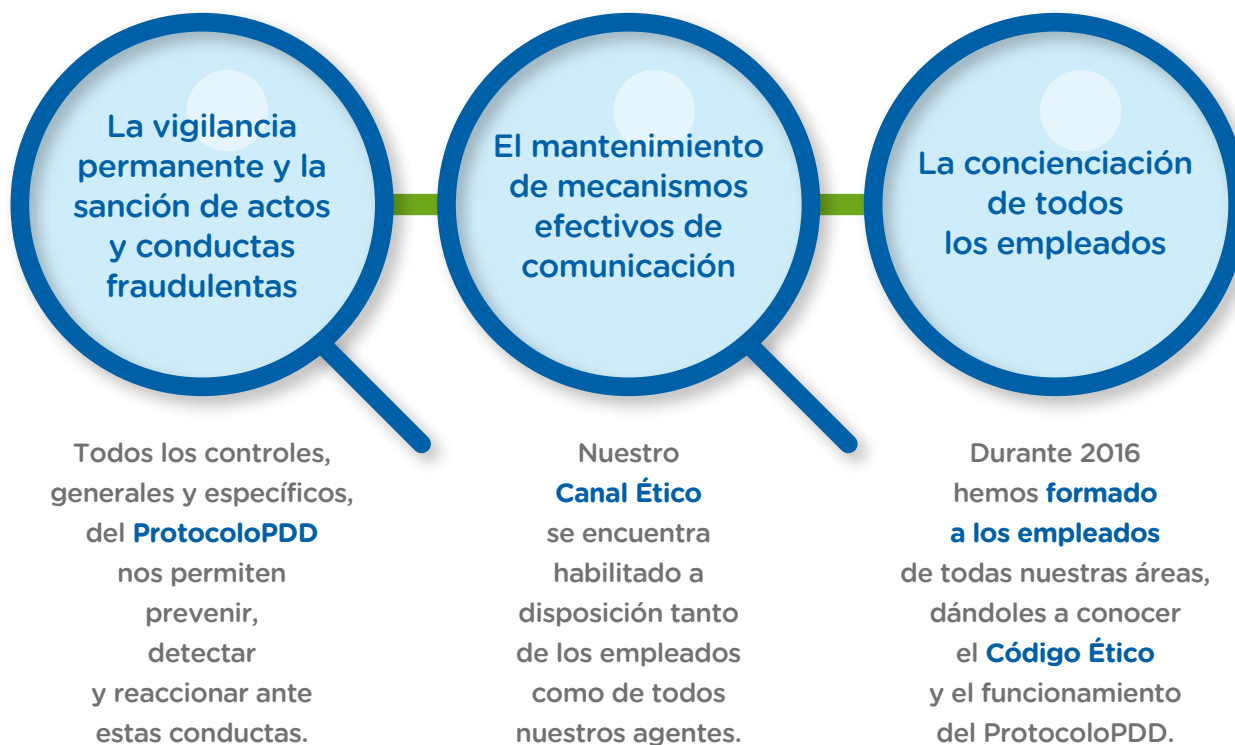 La vigilancia
permanente y la
sanción de actos
y conductas
fraudulentas
Todos los controles,
generales y específicos,
del ProtocoloPDD
nos permiten
prevenir,
detectar
y reaccionar ante
estas conductas.
El mantenimiento
de mecanismos
efectivos de
comunicación
Nuestro
Canal Ético
se encuentra
habilitado a
disposición tanto
de los empleados
como de todos
nuestros agentes.
La concienciación
de todos
los empleados
Durante 2016
hemos formado
a los empleados
de todas nuestras áreas,
dándoles a conocer
el Código Ético
y el funcionamiento
del ProtocoloPDD.